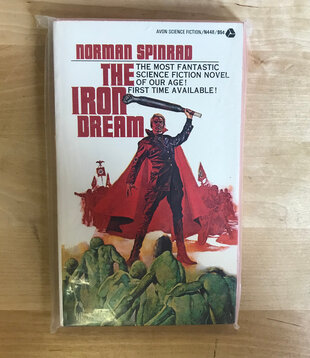 AVON SCIENCE FICTION/N448/95¢
NORMAN SPINRAD
THE
IRON
DREAM
THE MOST FANTASTIC
SCIENCE FICTION NOVEL
OF OUR AGE!
FIRST TIME AVAILABLE!